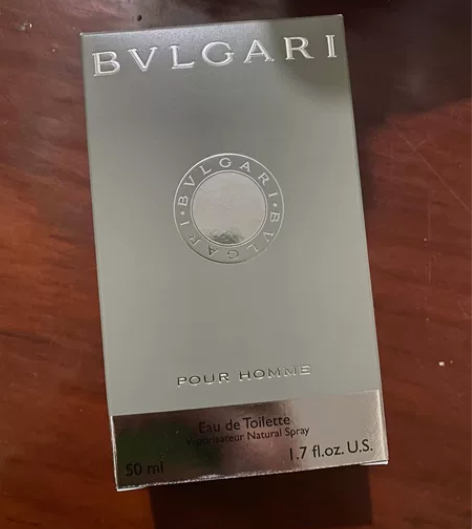 BVLGARI
BVLGARI • BVLGARI •
POUR HOMME
Eau de Toilette
Vaporisateur Natural Spray
50 ml 1.7 fl.oz. U.S.